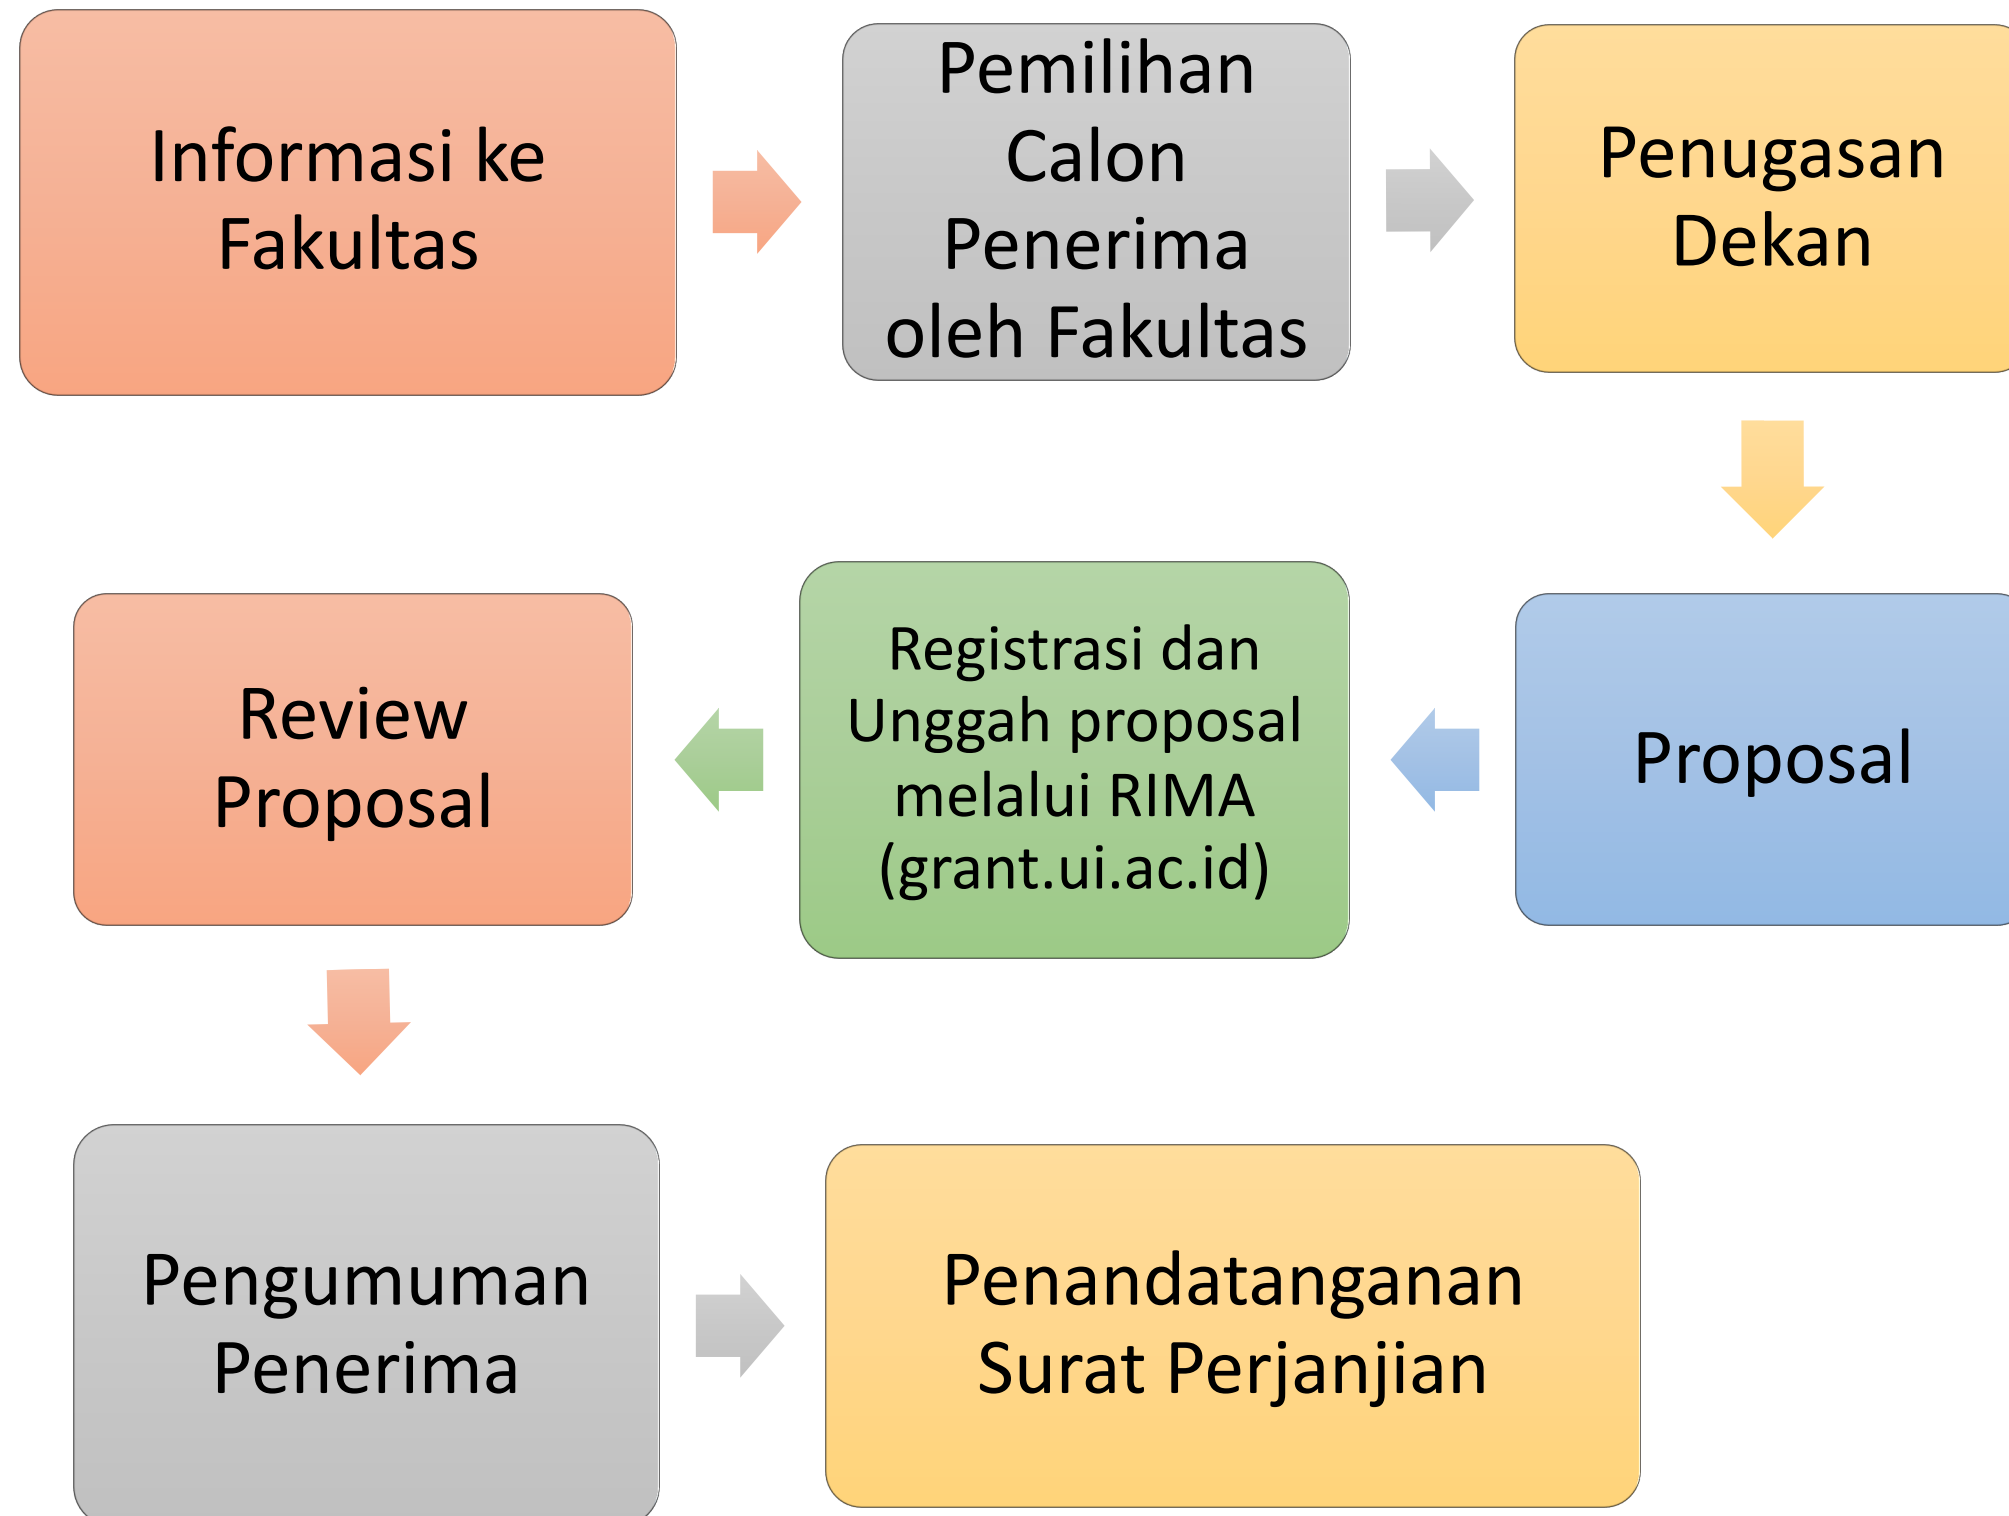 Informasi ke
Fakultas
Pemilihan
Calon
Penerima
oleh Fakultas
Penugasan
Dekan
Proposal
Registrasi dan
Unggah proposal
melalui RIMA
(grant.ui.ac.id)
Review
Proposal
Pengumuman
Penerima
Penandatanganan
Surat Perjanjian